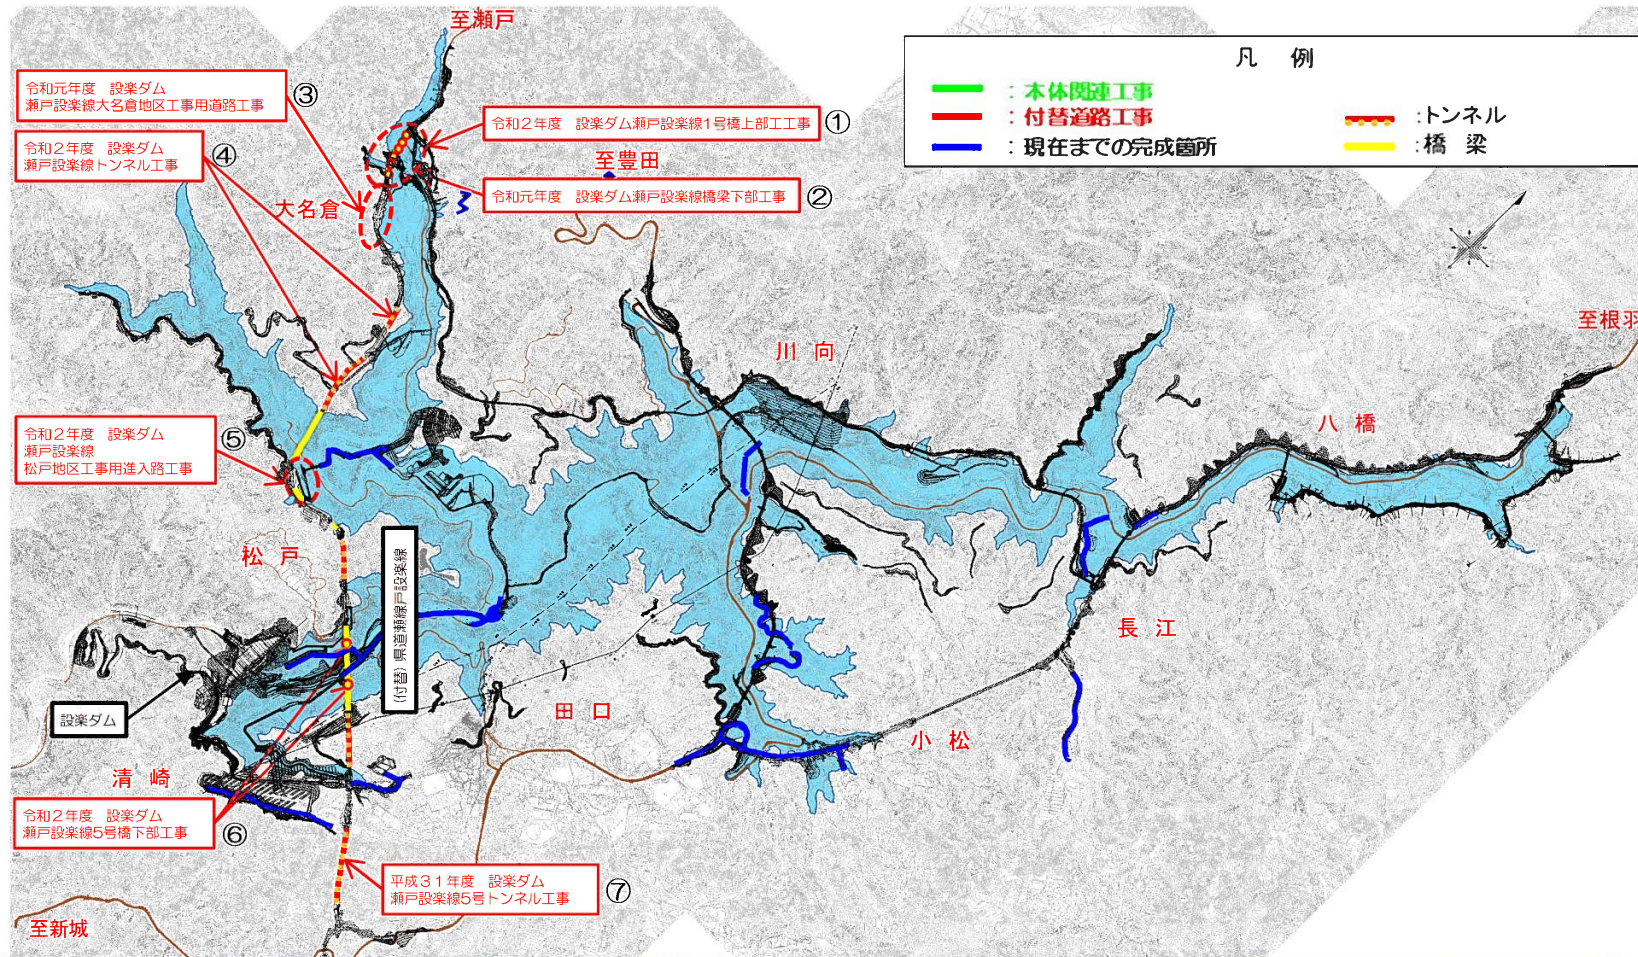 至瀬戸
凡 例
：本体関連工事
：付替道路工事
：現在までの完成箇所
：トンネル
：橋 梁
令和元年度 設楽ダム
瀬戸設楽線大名倉地区工事用道路工事
③
令和２年度 設楽ダム瀬戸設楽線1号橋上部工工事
①
令和２年度 設楽ダム
瀬戸設楽線トンネル工事
④
至豊田
令和元年度 設楽ダム瀬戸設楽線橋梁下部工事
②
大名倉
至根羽
川 向
八 橋
令和２年度 設楽ダム
瀬戸設楽線
松戸地区工事用進入路工事
⑤
松 戸
(付替）県道瀬線戸設楽線
長 江
設楽ダム
田 口
小 松
清 崎
令和２年度 設楽ダム
瀬戸設楽線5号橋下部工事
⑥
平成３１年度 設楽ダム
瀬戸設楽線5号トンネル工事
⑦
至新城